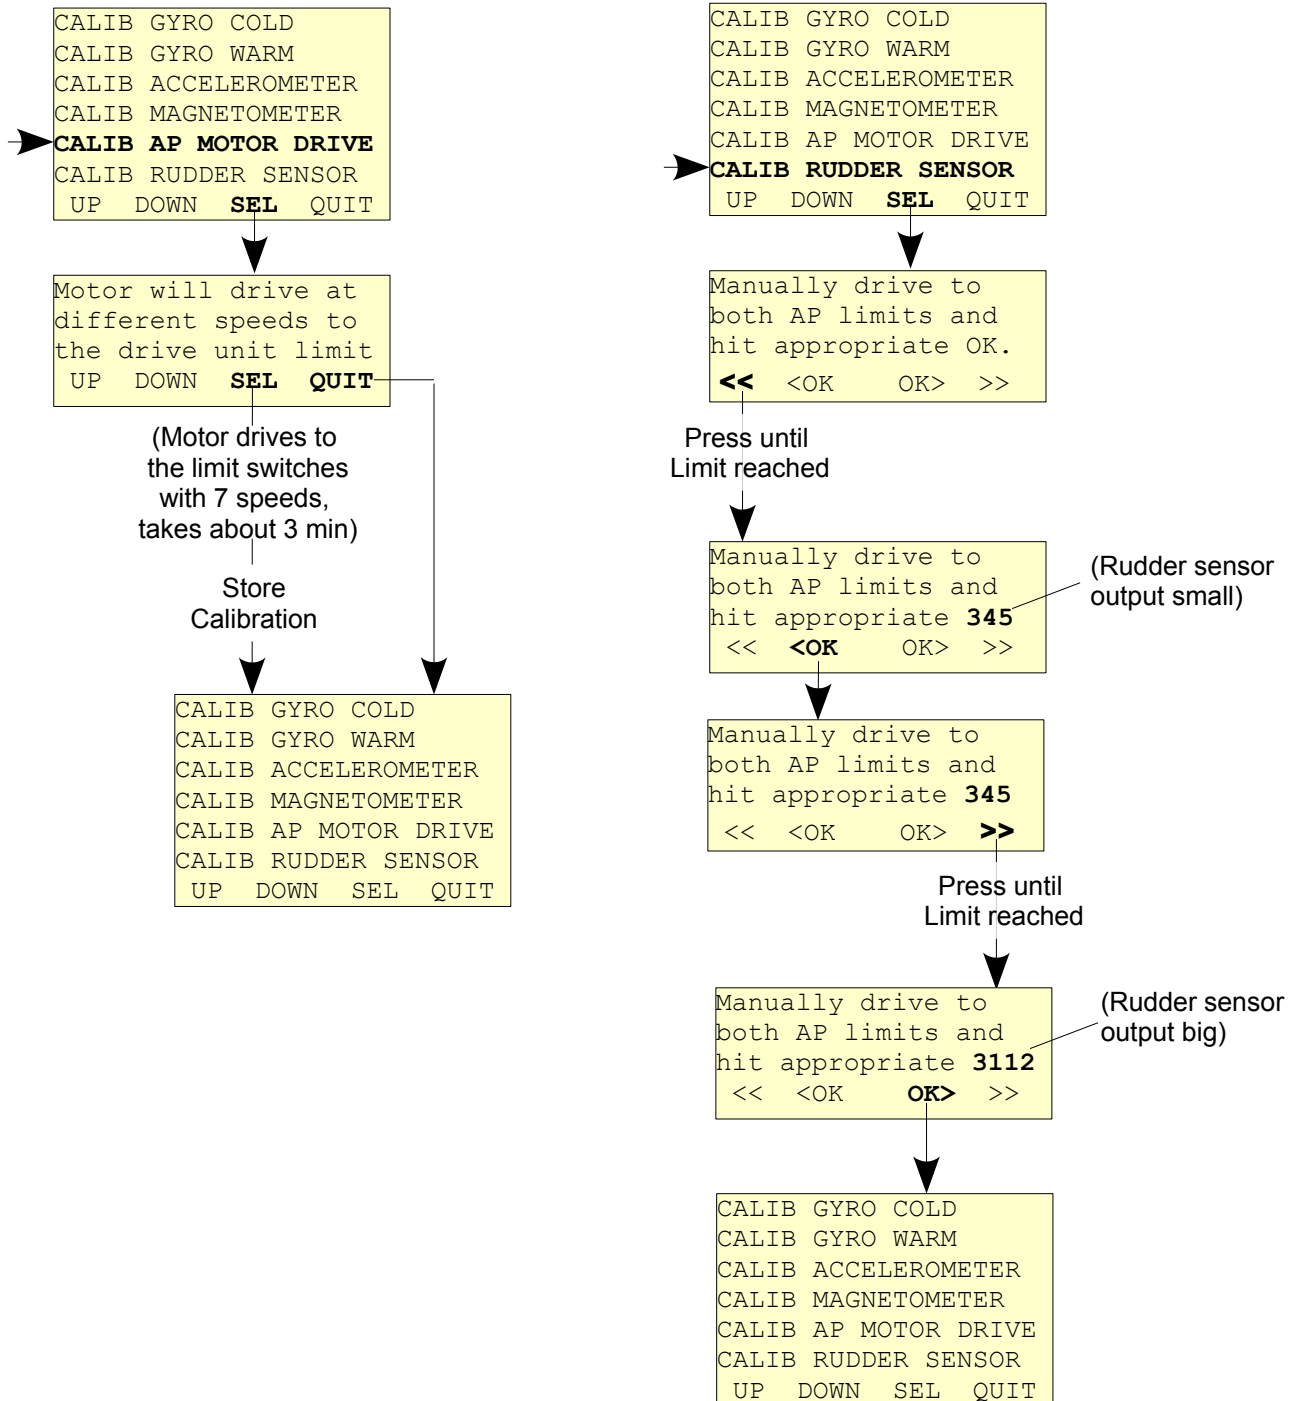 CALIB GYRO COLD
CALIB GYRO WARM
CALIB ACCELEROMETER
CALIB MAGNETOMETER
CALIB AP MOTOR DRIVE
CALIB RUDDER SENSOR
UP DOWN SEL QUIT
Motor will drive at
different speeds to
the drive unit limit
UP DOWN SEL QUIT
(Motor drives to
the limit switches
with 7 speeds,
takes about 3 min)
Store
Calibration
CALIB GYRO COLD
CALIB GYRO WARM
CALIB ACCELEROMETER
CALIB MAGNETOMETER
CALIB AP MOTOR DRIVE
CALIB RUDDER SENSOR
UP DOWN SEL QUIT
CALIB GYRO COLD
CALIB GYRO WARM
CALIB ACCELEROMETER
CALIB MAGNETOMETER
CALIB AP MOTOR DRIVE
CALIB RUDDER SENSOR
UP DOWN SEL QUIT
Manually drive to
both AP limits and
hit appropriate OK.
<< <OK OK> >>
Press until
Limit reached
Manually drive to
both AP limits and
hit appropriate 345
<< <OK OK> >>
(Rudder sensor
output small)
Manually drive to
both AP limits and
hit appropriate 345
<< <OK OK> >>
Press until
Limit reached
Manually drive to
both AP limits and
hit appropriate 3112
<< <OK OK> >>
(Rudder sensor
output big)
CALIB GYRO COLD
CALIB GYRO WARM
CALIB ACCELEROMETER
CALIB MAGNETOMETER
CALIB AP MOTOR DRIVE
CALIB RUDDER SENSOR
UP DOWN SEL QUIT